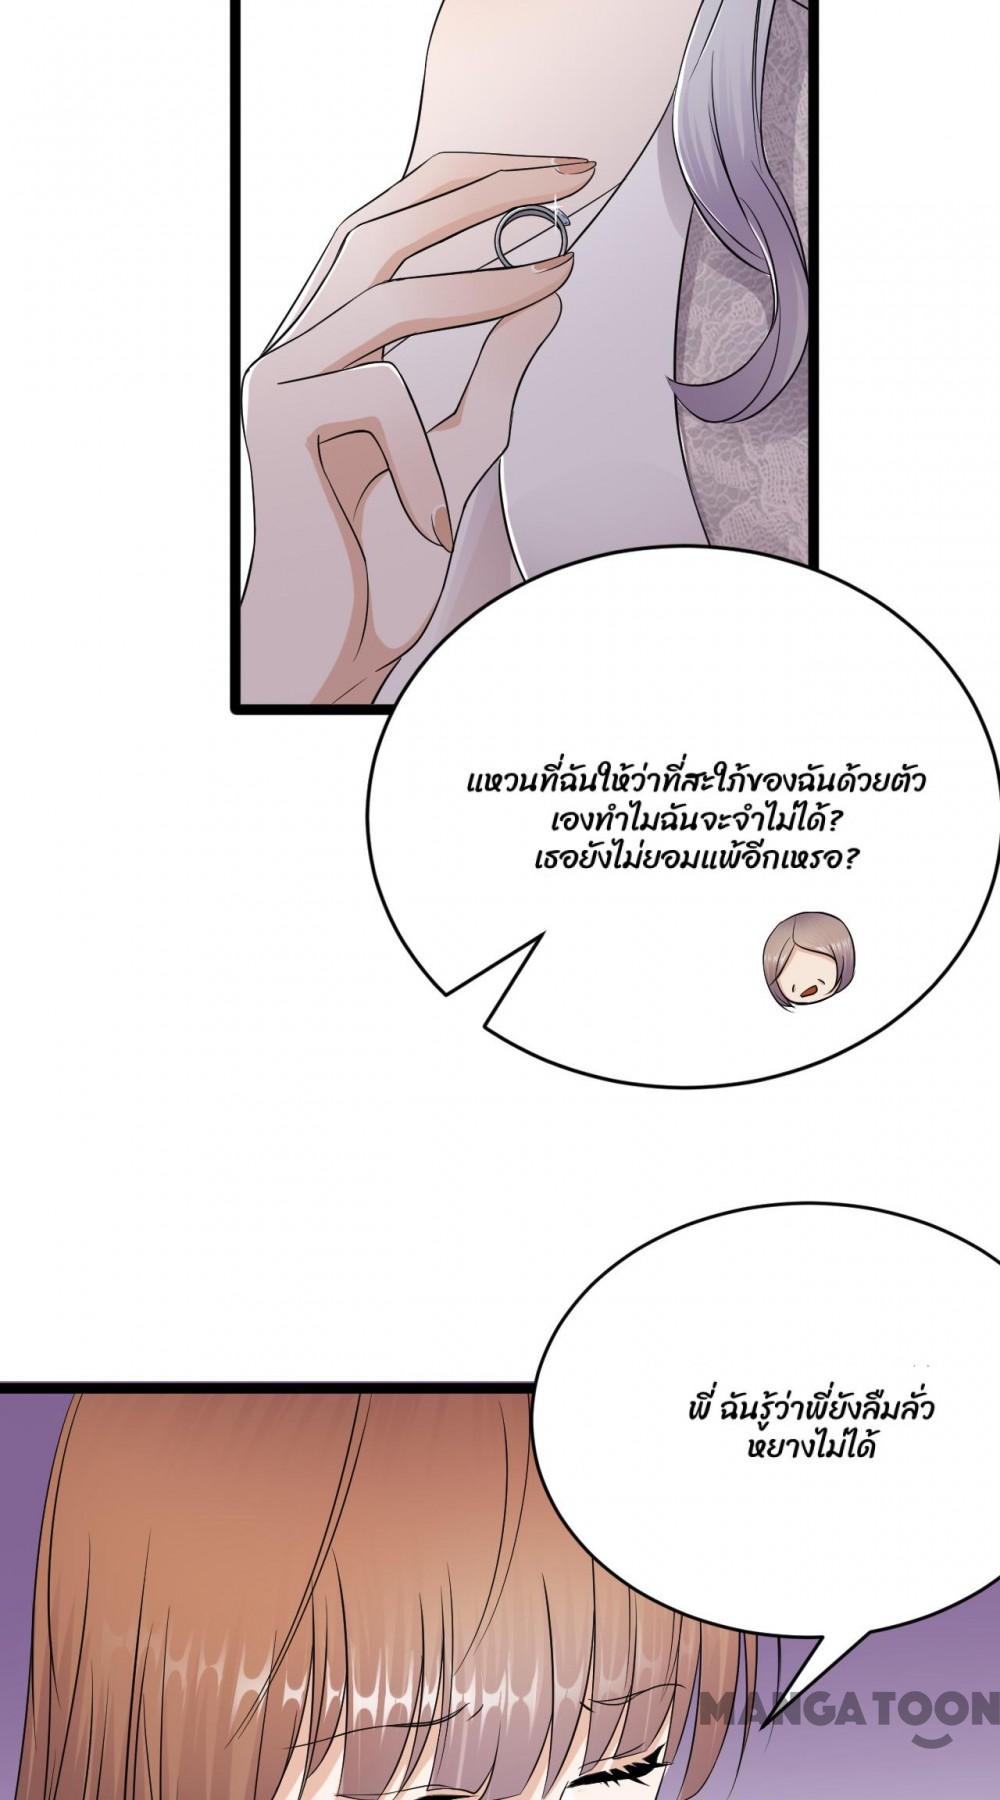 แหวนที่ฉันให้ว่าที่สะใภ้ของฉันด้วยตัว
เองทำไมฉันจะจำไม่ได้?
เธอยังไม่ยอมแพ้อีกเหรอ?
พี่ ฉันรู้ว่าพี่ยังลืมลั่ว
หยางไม่ได้
MANGATOON